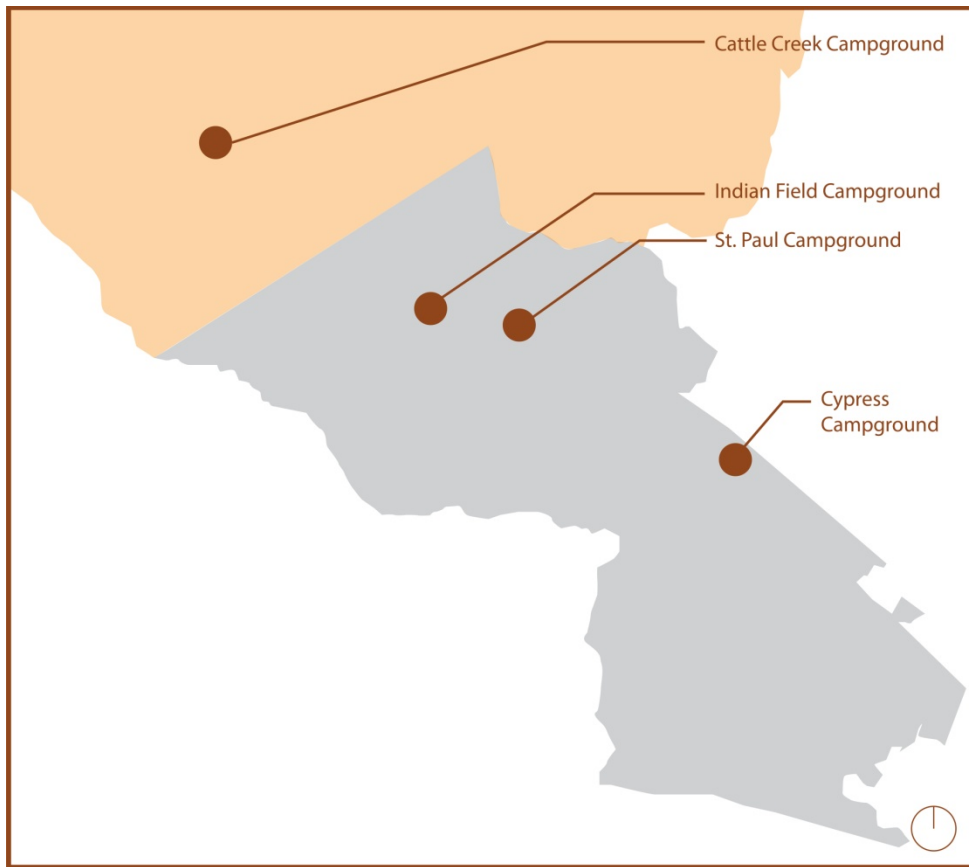 Cattle Creek Campground
Indian Field Campground
St. Paul Campground
Cypress
Campground